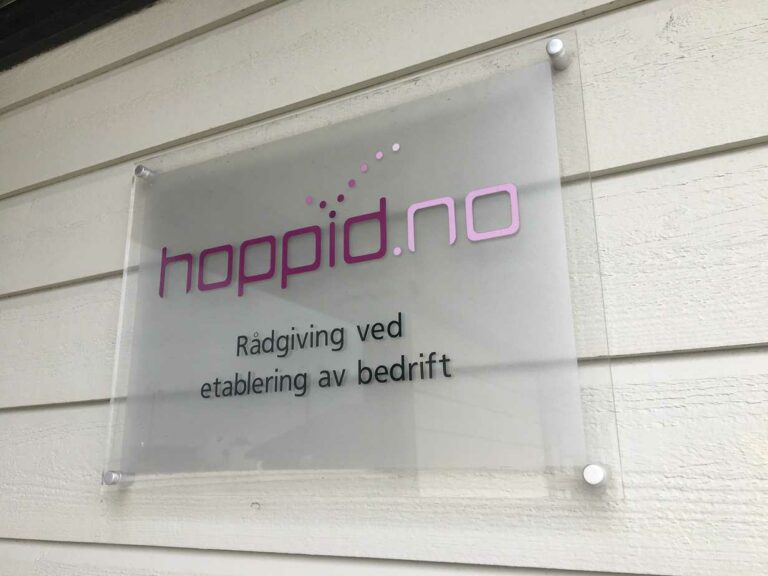 hoppid.no
Rådgiving ved
etablering av bedrift